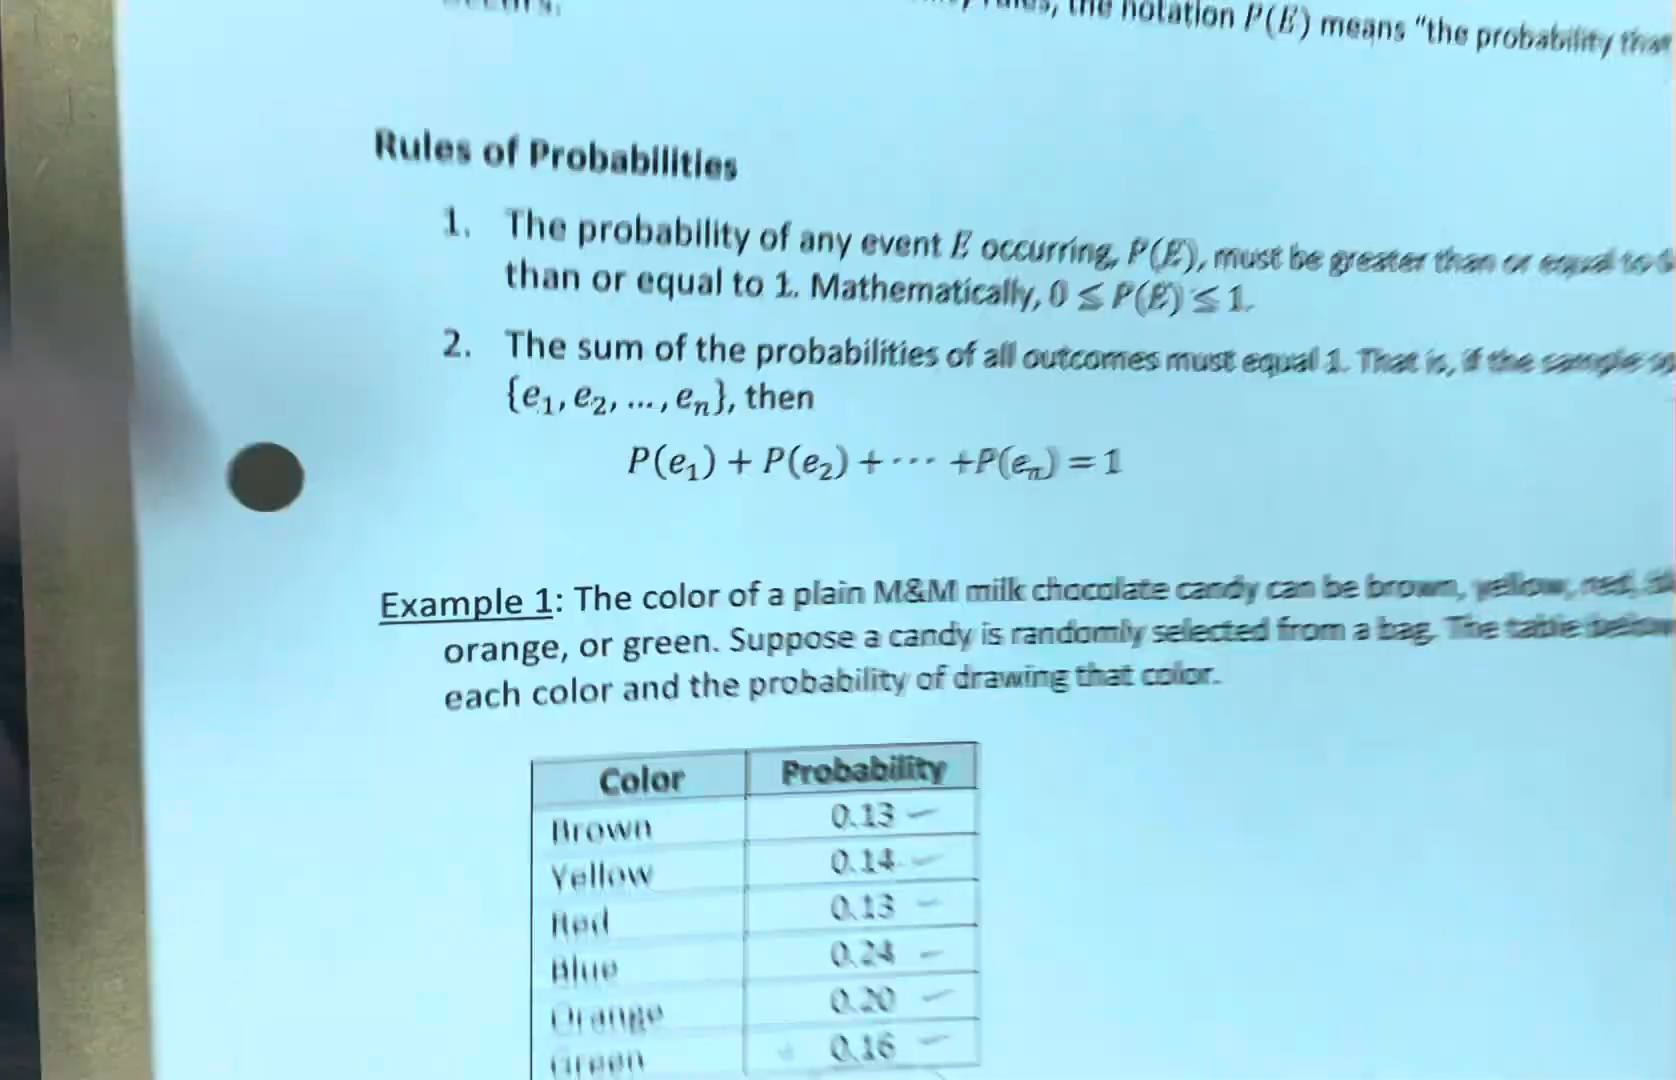 the notation P(E) means "the probability that
Rules of Probabilities
1. The probability of any event E occurring, P(E), must be greater than or equal to
than or equal to 1. Mathematically, 0 ≤ P(E) ≤ 1.
2. The sum of the probabilities of all outcomes must equal 1. That is, if the sample
{e₁, e₂, ..., eₙ}, then
P(e₁) + P(e₂) + ··· +P(eₙ) = 1
Example 1: The color of a plain M&M milk chocolate candy can be brown, yellow, red,
orange, or green. Suppose a candy is randomly selected from a bag. The table below
each color and the probability of drawing that color.
Color Probability
Brown 0.13
Yellow 0.14
Red 0.13
Blue 0.24
Orange 0.20
Green 0.16